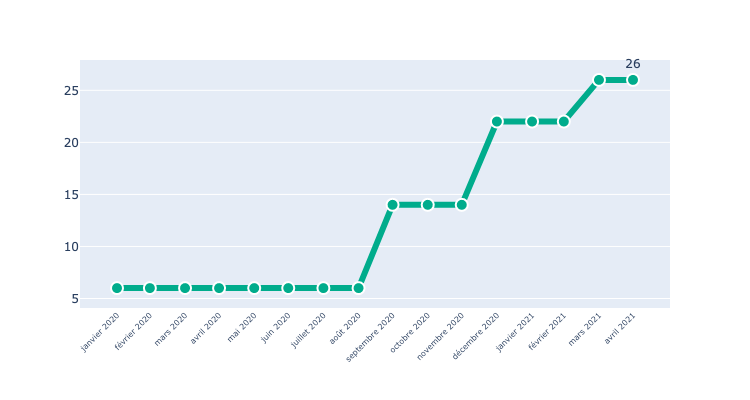 26
25
20
15
10
5
janvier 2020
février 2020
mars 2020
avril 2020
mai 2020
juin 2020
juillet 2020
août 2020
septembre 2020
octobre 2020
novembre 2020
décembre 2020
janvier 2021
février 2021
mars 2021
avril 2021